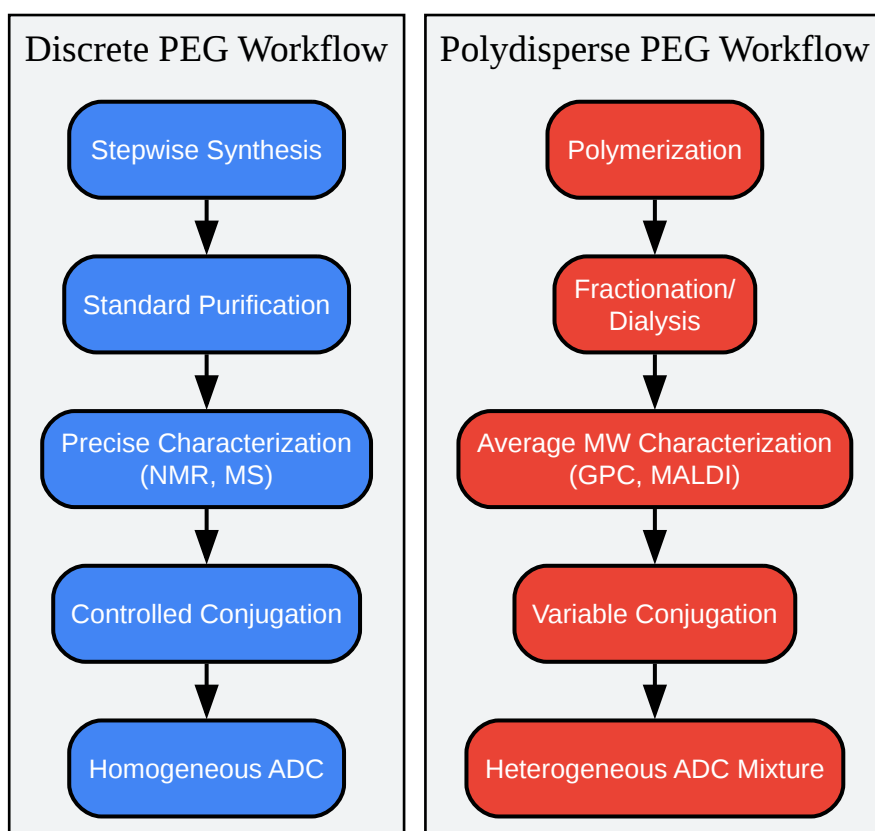 Discrete PEG Workflow
Stepwise Synthesis
Standard Purification
Precise Characterization
(NMR, MS)
Controlled Conjugation
Homogeneous ADC
Polydisperse PEG Workflow
Polymerization
Fractionation/
Dialysis
Average MW Characterization
(GPC, MALDI)
Variable Conjugation
Heterogeneous ADC Mixture